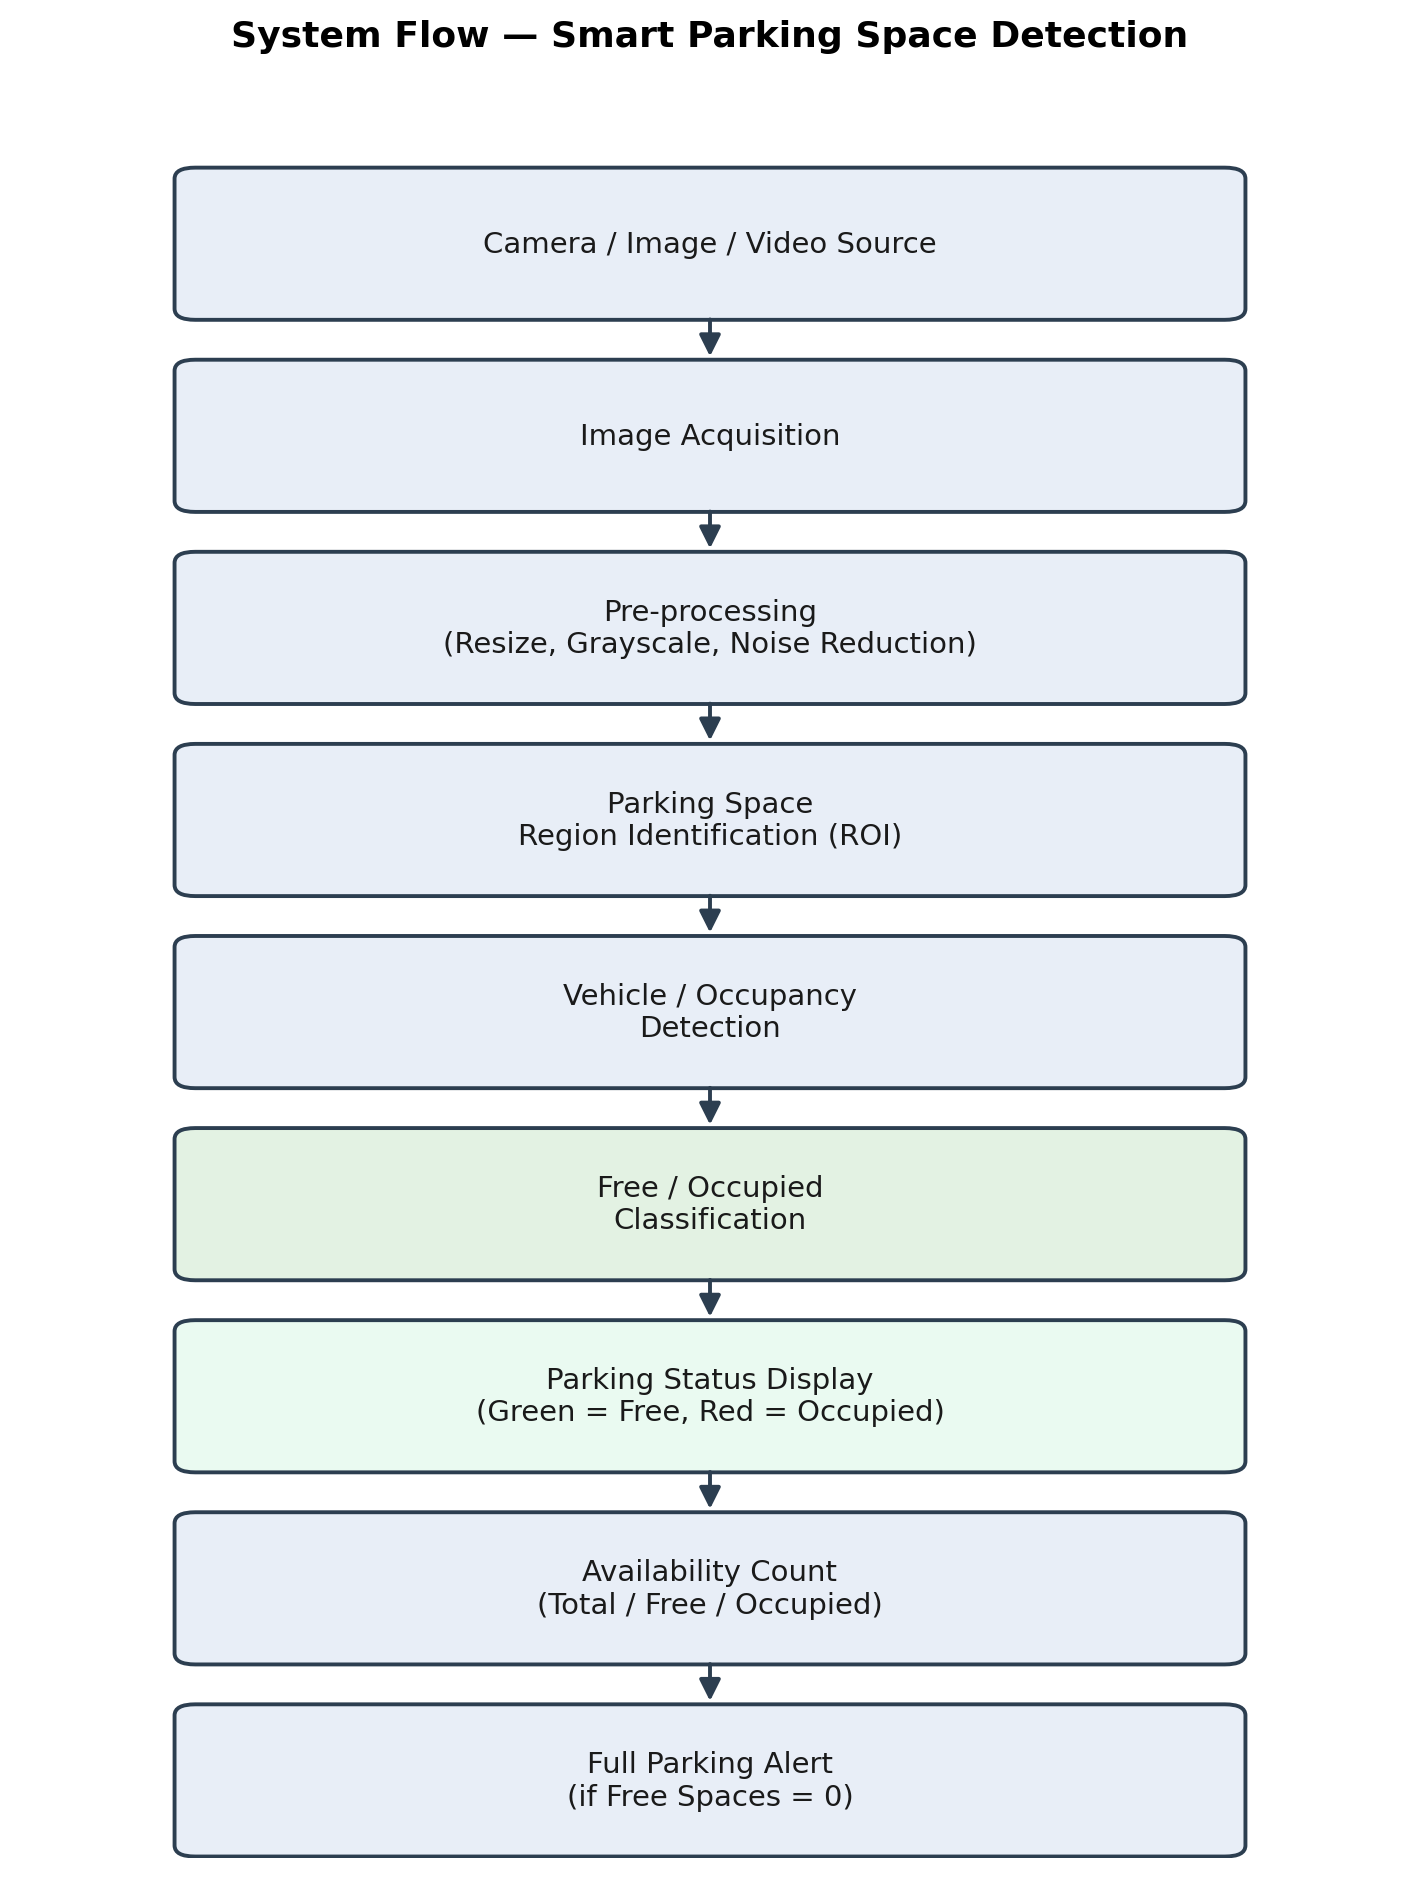 System Flow — Smart Parking Space Detection
Camera / Image / Video Source
Image Acquisition
Pre-processing
(Resize, Grayscale, Noise Reduction)
Parking Space
Region Identification (ROI)
Vehicle / Occupancy
Detection
Free / Occupied
Classification
Parking Status Display
(Green = Free, Red = Occupied)
Availability Count
(Total / Free / Occupied)
Full Parking Alert
(if Free Spaces = 0)